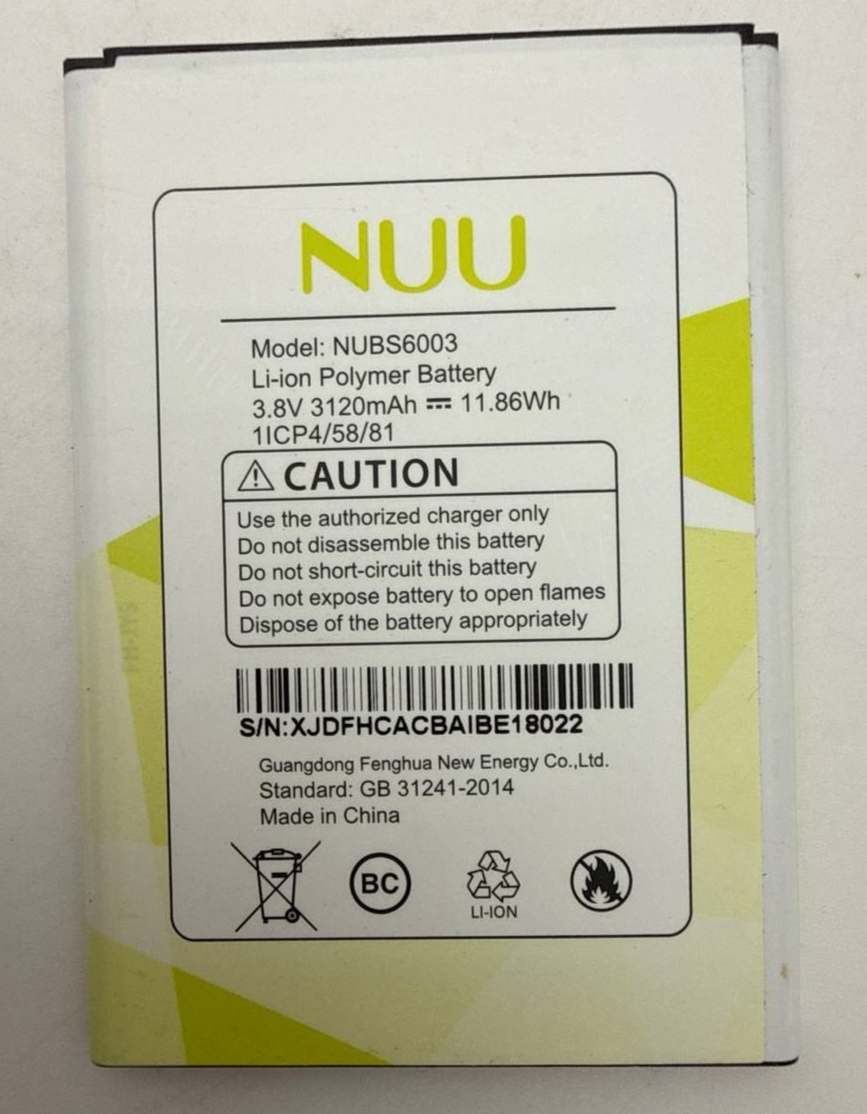 NUU
Model: NUBS6003
Li-ion Polymer Battery
3.8V 3120mAh ⎓ 11.86Wh
1ICP4/58/81
CAUTION
Use the authorized charger only
Do not disassemble this battery
Do not short-circuit this battery
Do not expose battery to open flames
Dispose of the battery appropriately
S/N:XJDFHCACBAIBE18022
Guangdong Fenghua New Energy Co.,Ltd.
Standard: GB 31241-2014
Made in China
BC
LI-ION